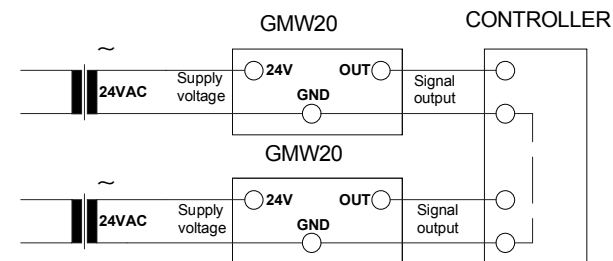 GMW20
CONTROLLER
~
24VAC
Supply
voltage
24V
OUT
GND
Signal
output
GMW20
~
24VAC
Supply
voltage
24V
OUT
GND
Signal
output